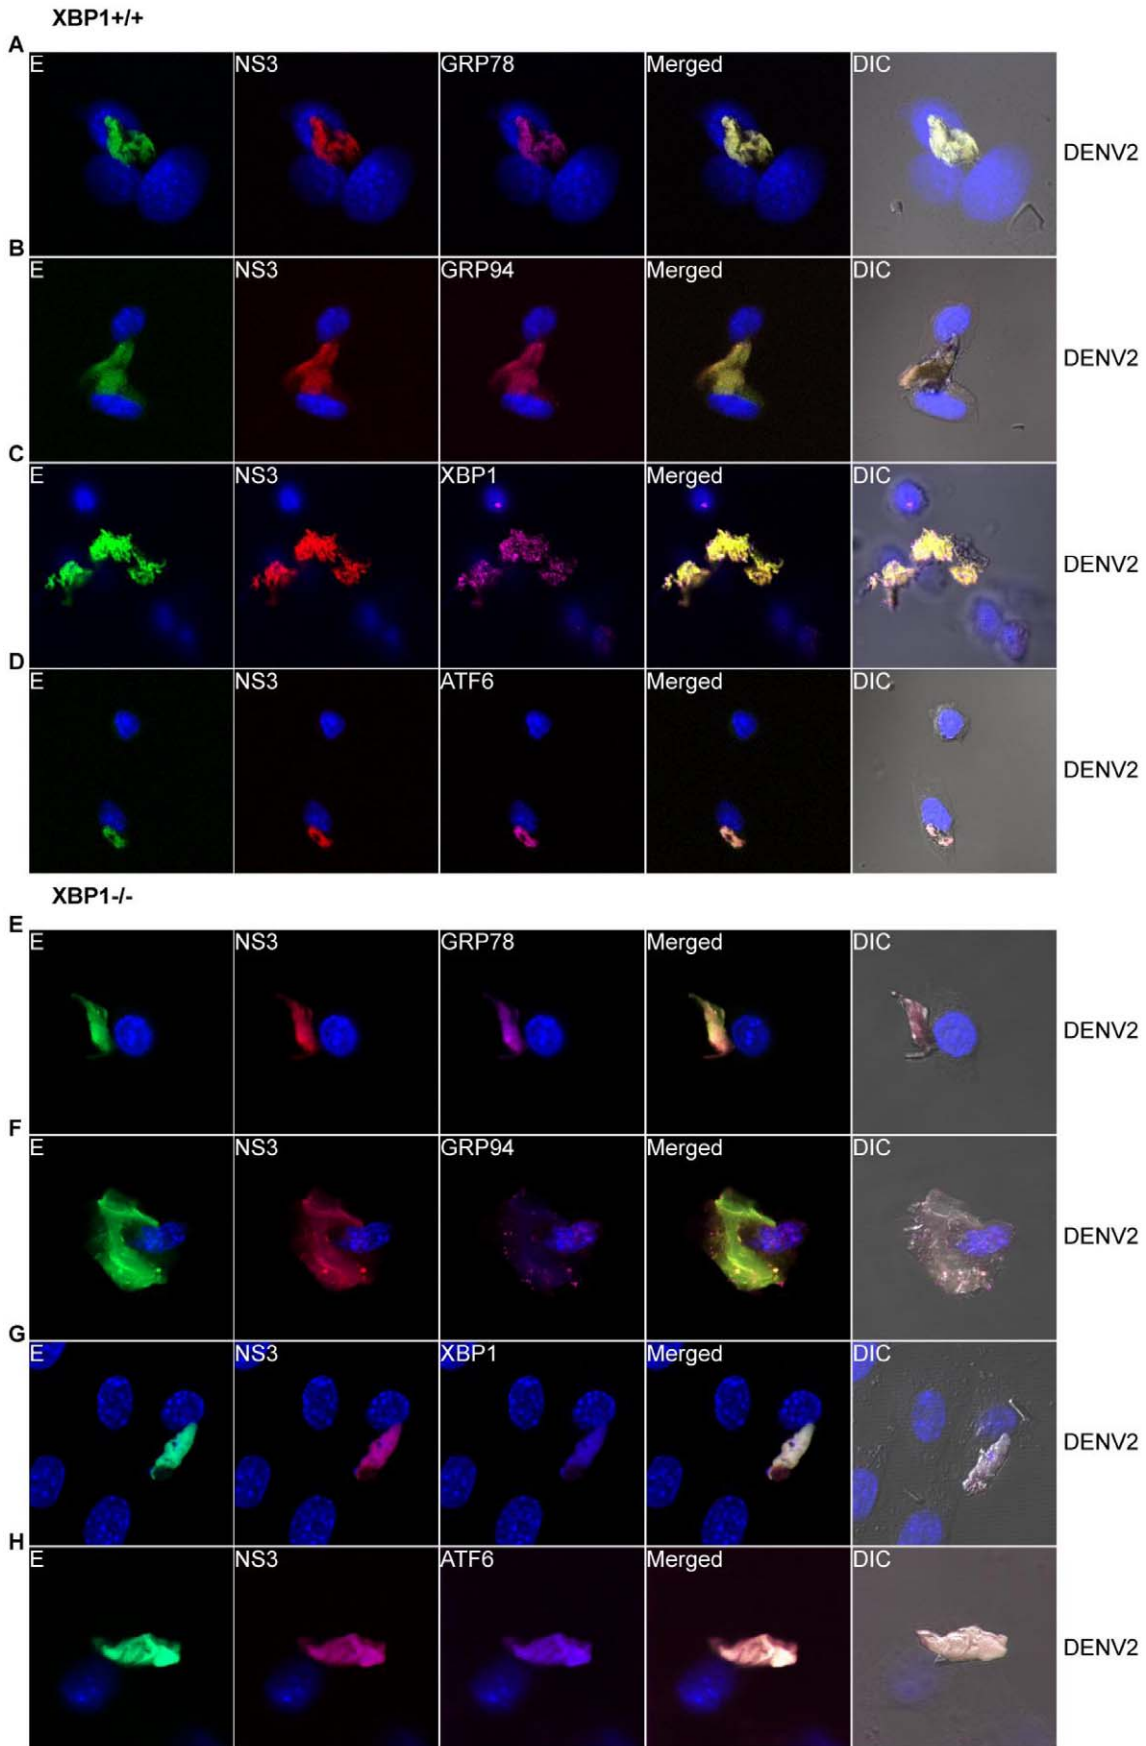 XBP1+/+
A
E NS3 GRP78 Merged DIC
DENV2
B
E NS3 GRP94 Merged DIC
DENV2
C
E NS3 XBP1 Merged DIC
DENV2
D
E NS3 ATF6 Merged DIC
DENV2
XBP1-/-
E
E NS3 GRP78 Merged DIC
DENV2
F
E NS3 GRP94 Merged DIC
DENV2
G
E NS3 XBP1 Merged DIC
DENV2
H
E NS3 ATF6 Merged DIC
DENV2